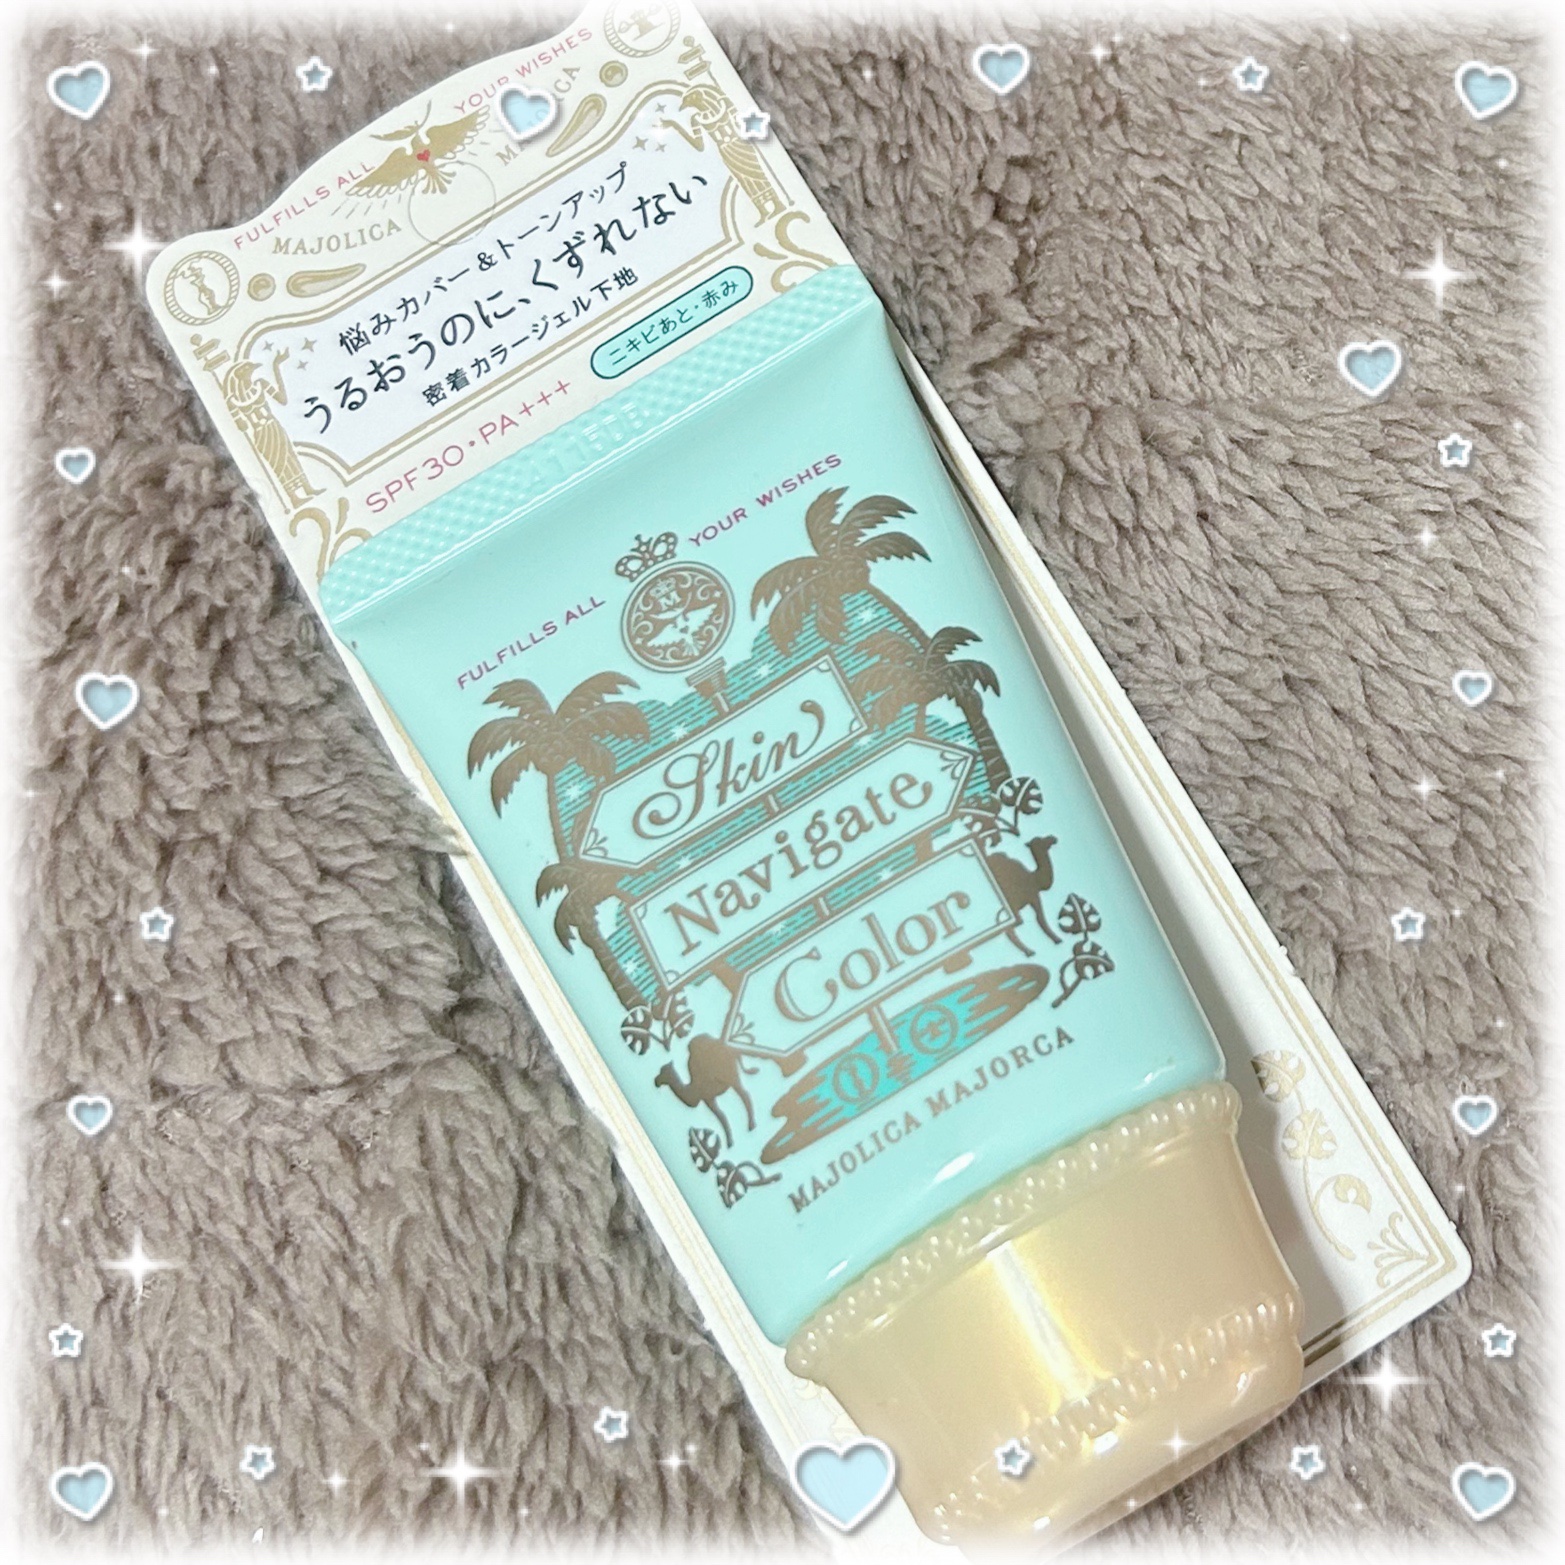 FULFILLS ALL YOUR WISHES
MAJOLICA
悩みカバー＆トーンアップ
うるおうのに、くずれない
密着カラージェル下地
SPF30・PA+++
ニキビあと・赤み
FULFILLS ALL YOUR WISHES
Skin
Navigate
Color
MAJOLICA MAJORCA